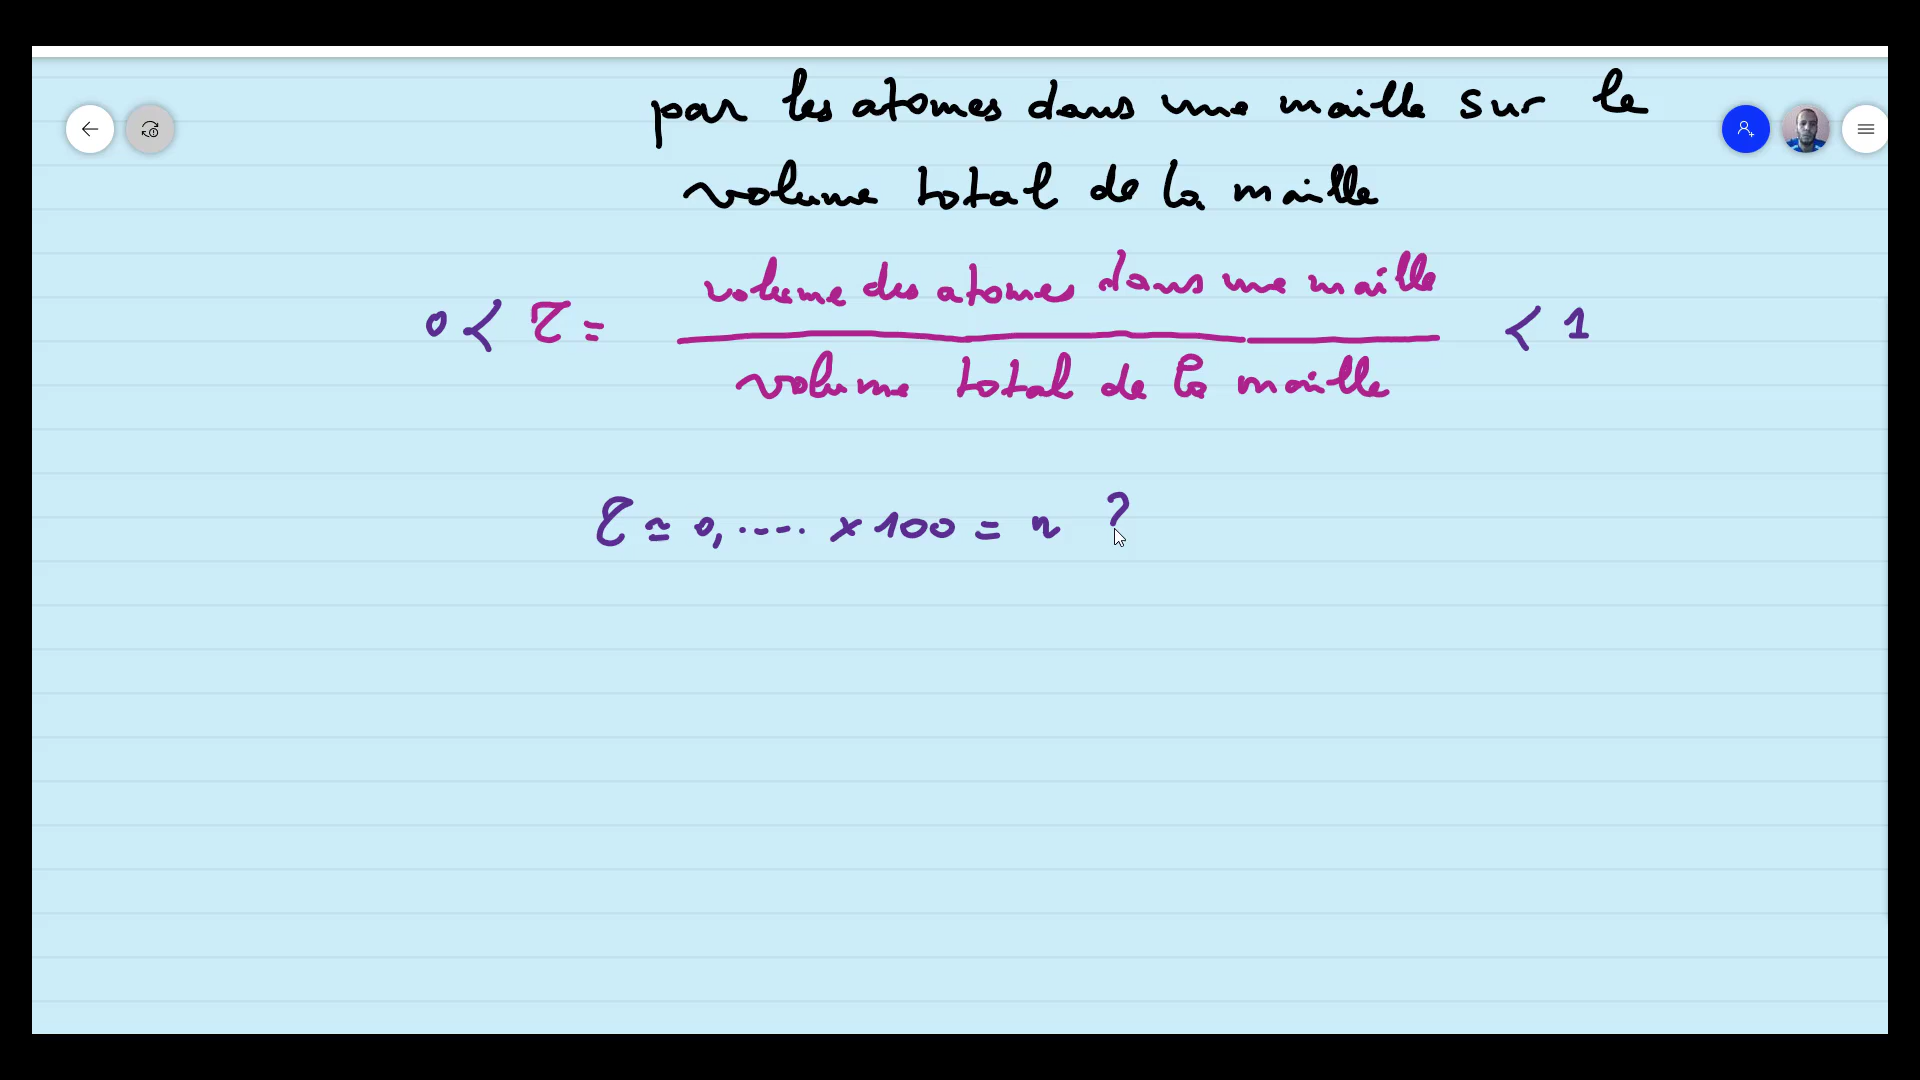 par les atomes dans une maille sur le
volume total de la maille
0 < τ = volume des atomes dans une maille / volume total de la maille < 1
τ ≃ 0, ..... × 100 = n ?